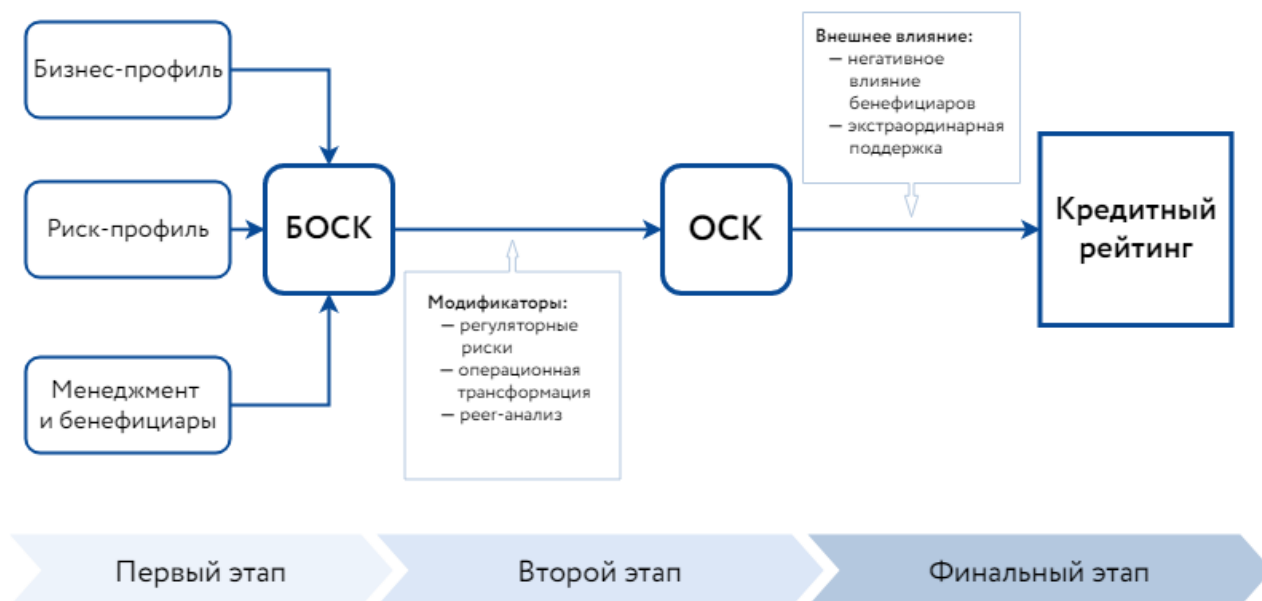 Бизнес-профиль
Риск-профиль
Менеджмент
и бенефициары
БОСК
Модификаторы:
— регуляторные
риски
— операционная
трансформация
— peer-анализ
ОСК
Внешнее влияние:
— негативное
влияние
бенефициаров
— экстраординарная
поддержка
Кредитный
рейтинг
Первый этап
Второй этап
Финальный этап